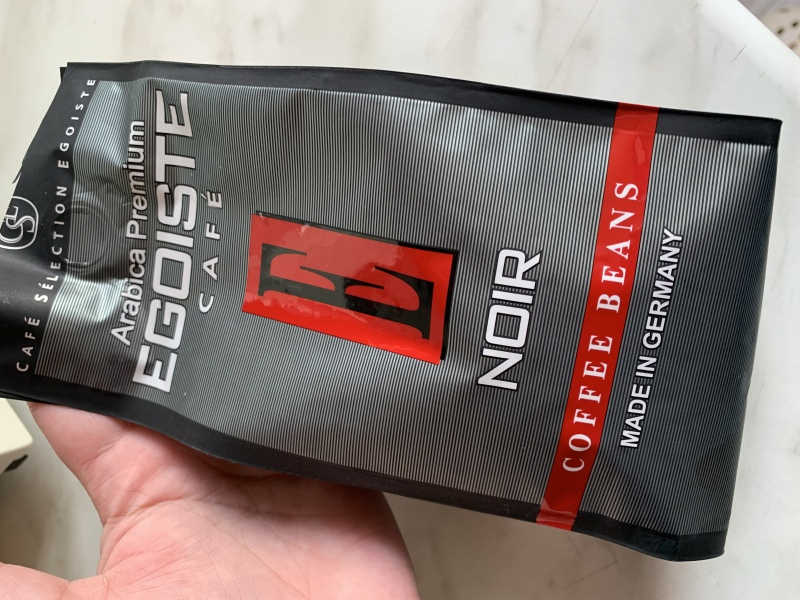 CAFÉ SÉLECTION EGOISTE
Arabica Premium
EGOISTE
CAFÉ
E
NOIR
COFFEE BEANS
MADE IN GERMANY